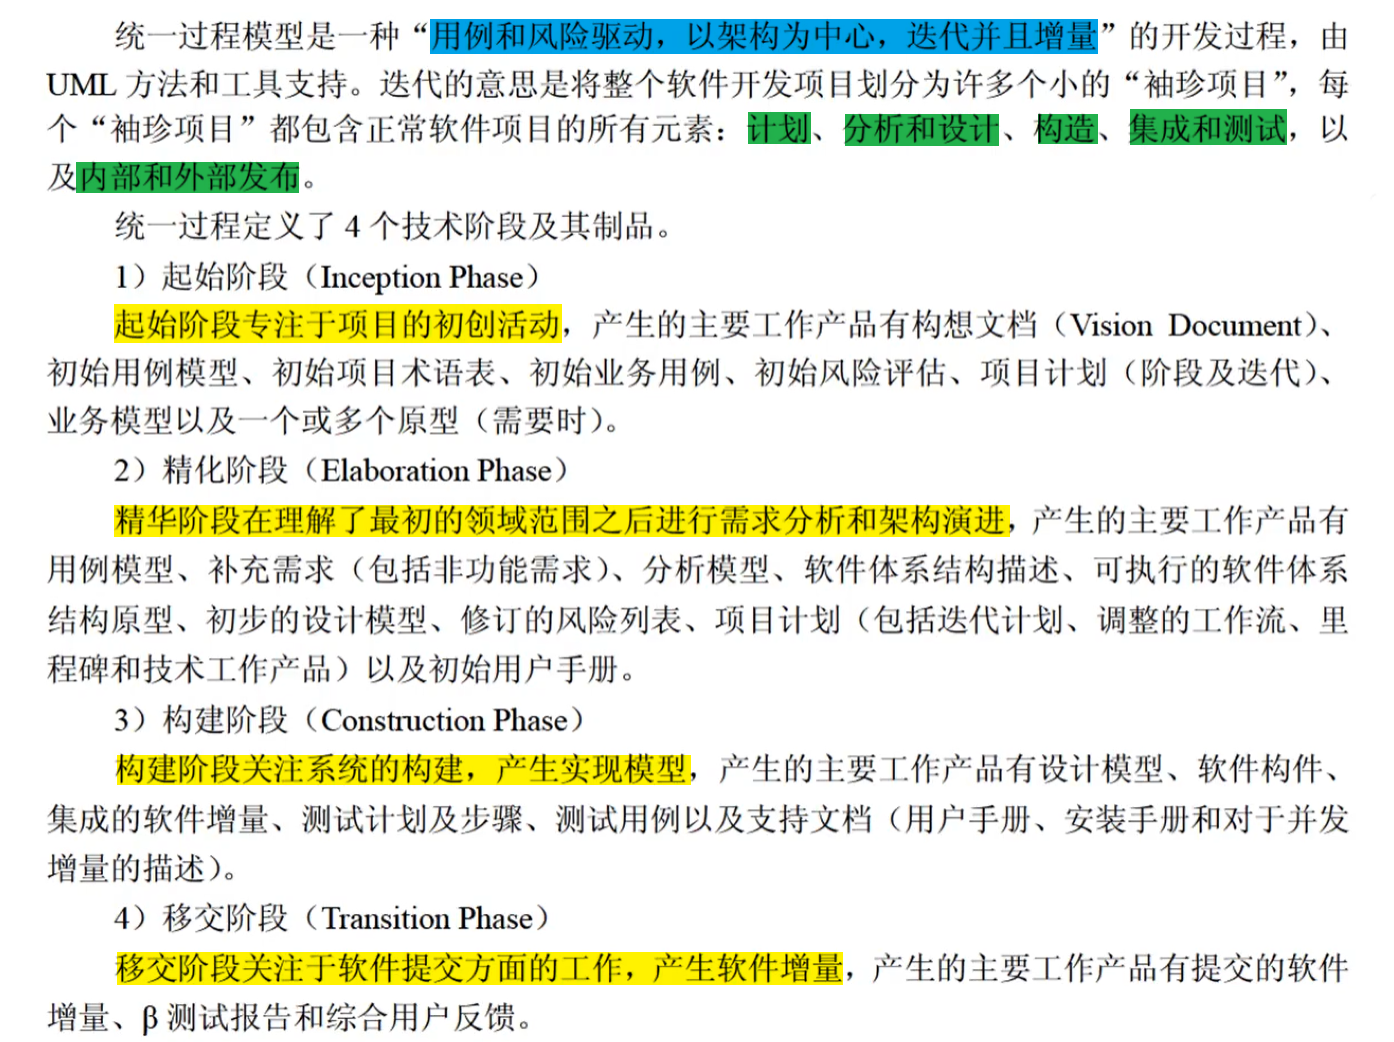 统一过程模型是一种“用例和风险驱动，以架构为中心，迭代并且增量”的开发过程，由
UML 方法和工具支持。迭代的意思是将整个软件开发项目划分为许多个小的“袖珍项目”，每
个“袖珍项目”都包含正常软件项目的所有元素：计划、分析和设计、构造、集成和测试，以
及内部和外部发布。
统一过程定义了 4 个技术阶段及其制品。
1）起始阶段（Inception Phase）
起始阶段专注于项目的初创活动，产生的主要工作产品有构想文档（Vision Document）、
初始用例模型、初始项目术语表、初始业务用例、初始风险评估、项目计划（阶段及迭代）、
业务模型以及一个或多个原型（需要时）。
2）精化阶段（Elaboration Phase）
精华阶段在理解了最初的领域范围之后进行需求分析和架构演进，产生的主要工作产品有
用例模型、补充需求（包括非功能需求）、分析模型、软件体系结构描述、可执行的软件体系
结构原型、初步的设计模型、修订的风险列表、项目计划（包括迭代计划、调整的工作流、里
程碑和技术工作产品）以及初始用户手册。
3）构建阶段（Construction Phase）
构建阶段关注系统的构建，产生实现模型，产生的主要工作产品有设计模型、软件构件、
集成的软件增量、测试计划及步骤、测试用例以及支持文档（用户手册、安装手册和对于并发
增量的描述）。
4）移交阶段（Transition Phase）
移交阶段关注于软件提交方面的工作，产生软件增量，产生的主要工作产品有提交的软件
增量、β 测试报告和综合用户反馈。